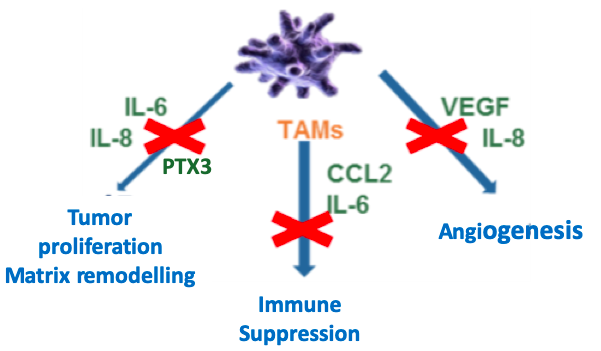 IL-6
IL-8
PTX3
TAMs
VEGF
IL-8
CCL2
IL-6
Tumor
proliferation
Matrix remodelling
Angiogenesis
Immune
Suppression